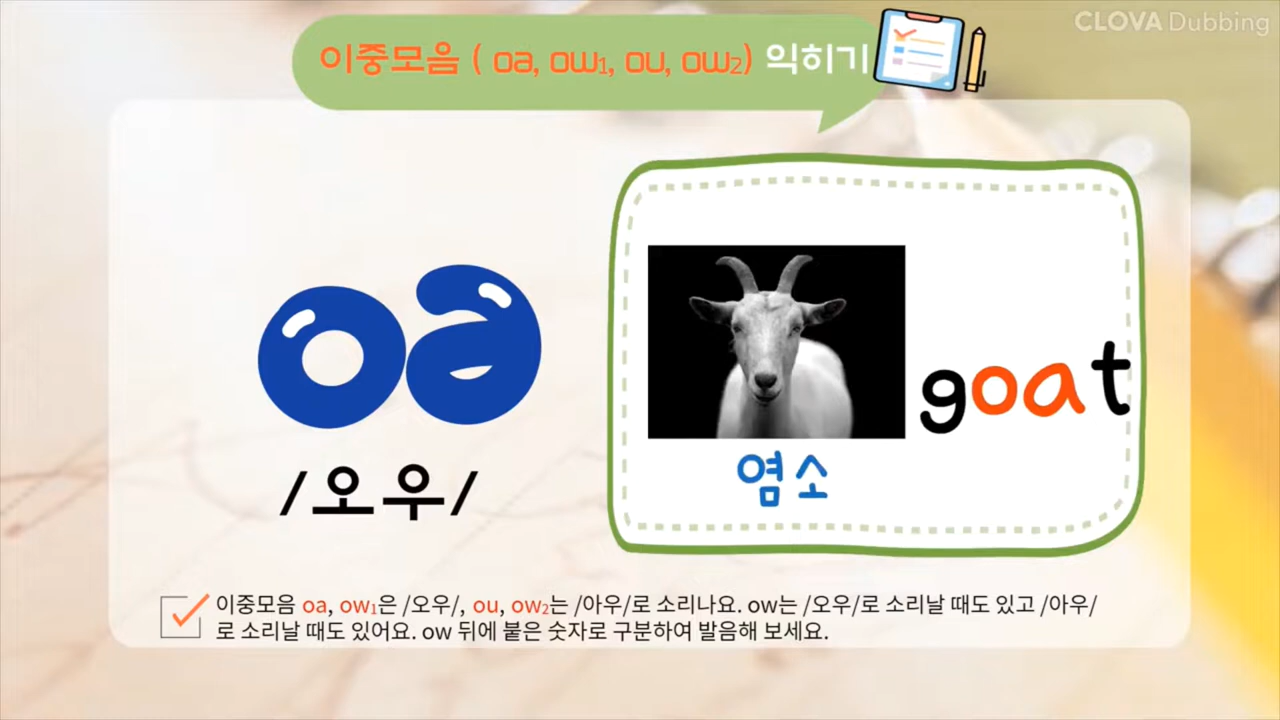 CLOVA Dubbing
이중모음 ( oa, ow1, ou, ow2) 익히기
oa
/오우/
goat
염소
이중모음 oa, ow1은 /오우/, ou, ow2는 /아우/로 소리나요. ow는 /오우/로 소리날 때도 있고 /아우/
로 소리날 때도 있어요. ow 뒤에 붙은 숫자로 구분하여 발음해 보세요.